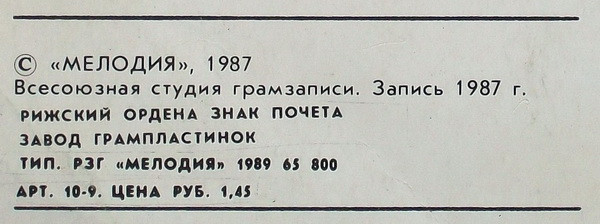 © «МЕЛОДИЯ», 1987
Всесоюзная студия грамзаписи. Запись 1987 г.
РИЖСКИЙ ОРДЕНА ЗНАК ПОЧЕТА
ЗАВОД ГРАМПЛАСТИНОК
ТИП. РЗГ «МЕЛОДИЯ» 1989 65 800
АРТ. 10-9. ЦЕНА РУБ. 1,45